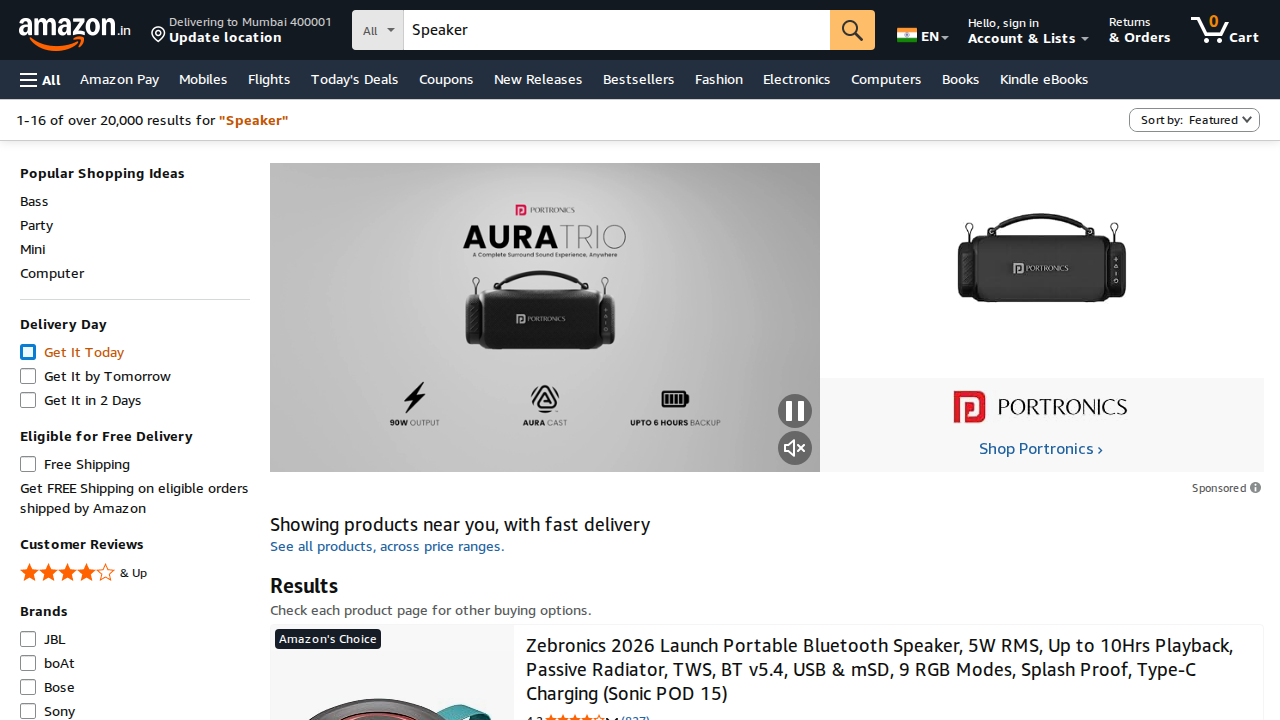 amazon.in
Delivering to Mumbai 400001
Update location
All
Speaker
EN
Hello, sign in
Account & Lists
Returns
& Orders
0
Cart
All
Amazon Pay
Mobiles
Flights
Today's Deals
Coupons
New Releases
Bestsellers
Fashion
Electronics
Computers
Books
Kindle eBooks
1-16 of over 20,000 results for "Speaker"
Sort by: Featured
Popular Shopping Ideas
Bass
Party
Mini
Computer
Delivery Day
Get It Today
Get It by Tomorrow
Get It in 2 Days
Eligible for Free Delivery
Free Shipping
Get FREE Shipping on eligible orders
shipped by Amazon
Customer Reviews
& Up
Brands
JBL
boAt
Bose
Sony
PORTRONICS
AURATRIO
A Complete Surround Sound Experience, Anywhere
PORTRONICS
90W OUTPUT
AURA CAST
UPTO 6 HOURS BACKUP
PORTRONICS
PORTRONICS
Shop Portronics ›
Sponsored
Showing products near you, with fast delivery
See all products, across price ranges.
Results
Check each product page for other buying options.
Amazon's Choice
Zebronics 2026 Launch Portable Bluetooth Speaker, 5W RMS, Up to 10Hrs Playback,
Passive Radiator, TWS, BT v5.4, USB & mSD, 9 RGB Modes, Splash Proof, Type-C
Charging (Sonic POD 15)